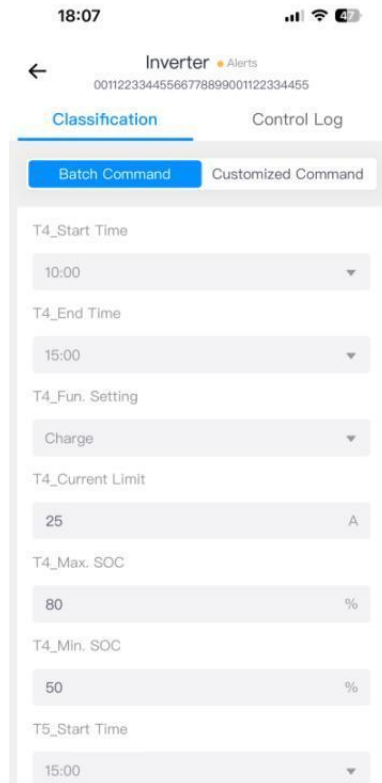 18:07
47
Inverter Alerts
00112233445566778899001122334455
Classification Control Log
Batch Command Customized Command
T4_Start Time
10:00
T4_End Time
15:00
T4_Fun. Setting
Charge
T4_Current Limit
25 A
T4_Max. SOC
80 %
T4_Min. SOC
50 %
T5_Start Time
15:00